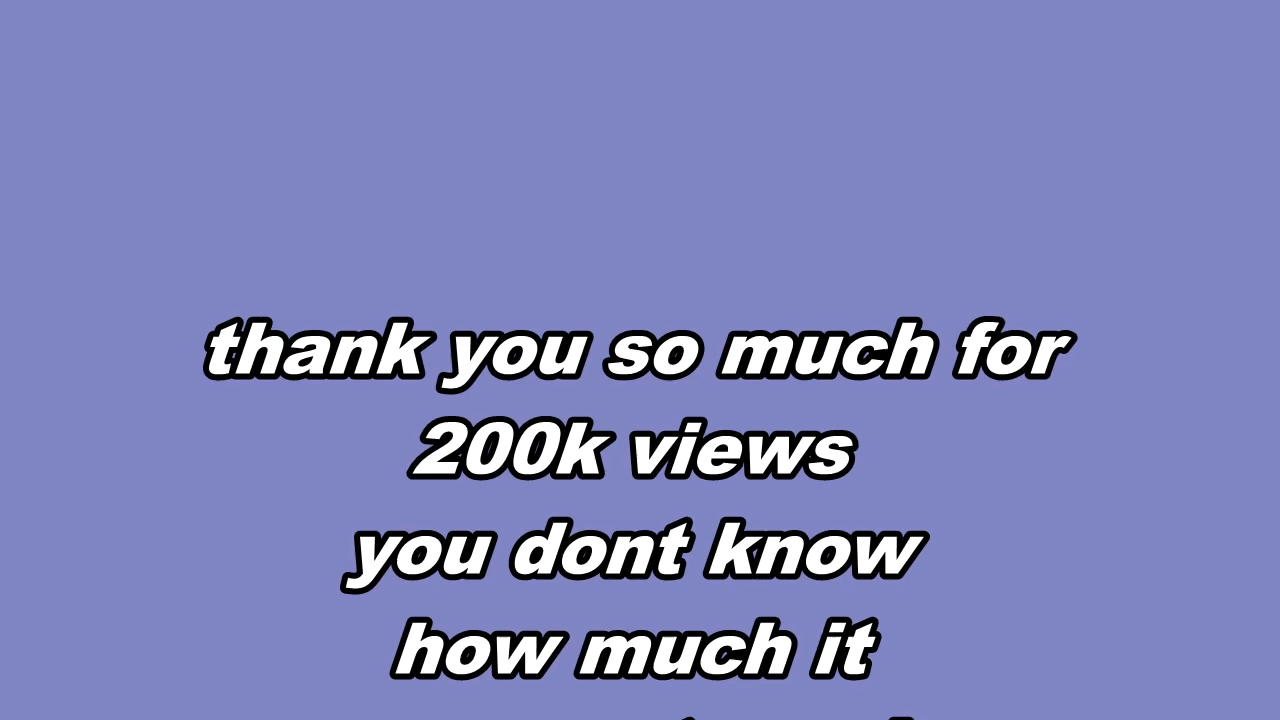 thank you so much for
200k views
you dont know
how much it